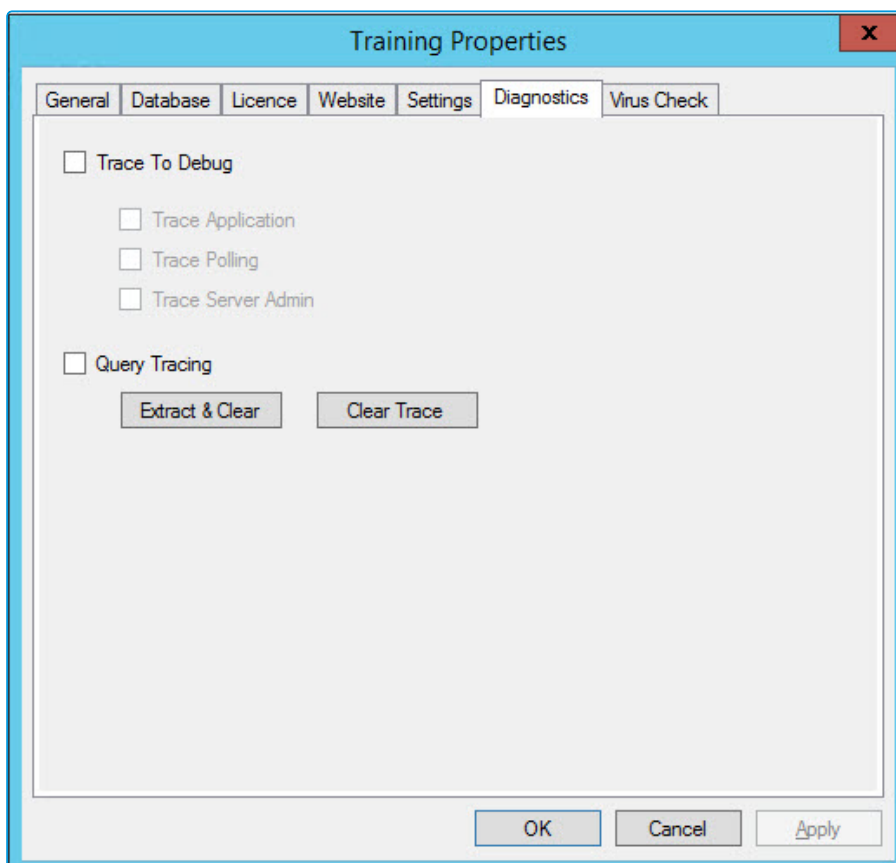 Training Properties
x
General Database Licence Website Settings Diagnostics Virus Check
Trace To Debug
Trace Application
Trace Polling
Trace Server Admin
Query Tracing
Extract & Clear Clear Trace
OK Cancel Apply